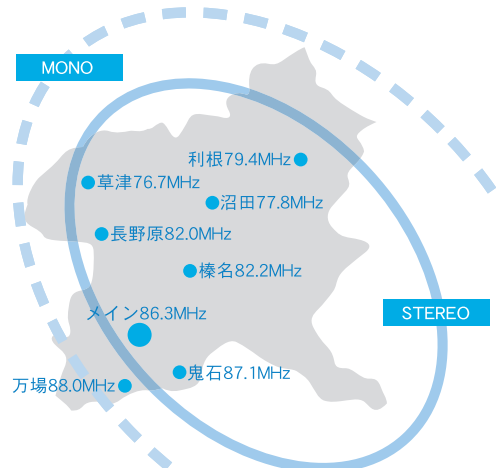 MONO
利根79.4MHz
草津76.7MHz
沼田77.8MHz
長野原82.0MHz
榛名82.2MHz
メイン86.3MHz
STEREO
鬼石87.1MHz
万場88.0MHz